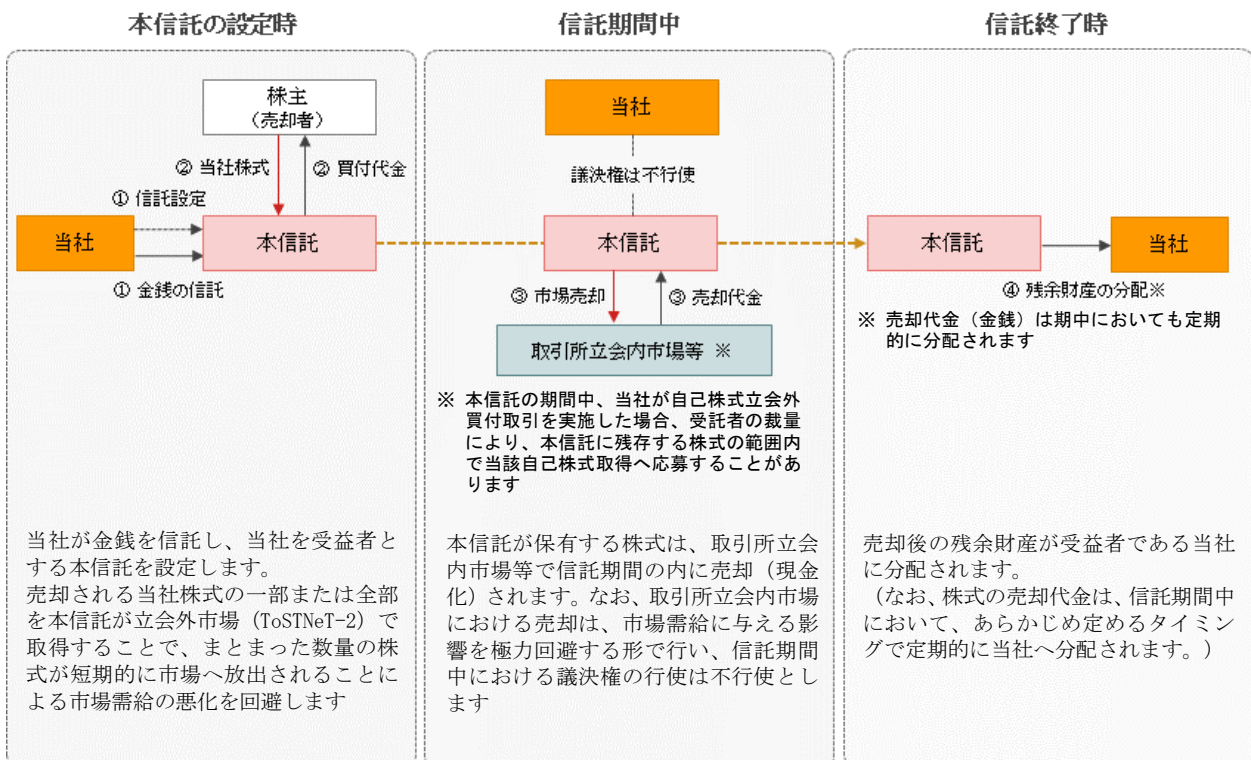 本信託の設定時
株主
（売却者）
② 当社株式
② 買付代金
① 信託設定
当社
本信託
① 金銭の信託
当社が金銭を信託し、当社を受益者と
する本信託を設定します。
売却される当社株式の一部または全部
を本信託が立会外市場（ToSTNeT-2）で
取得することで、まとまった数量の株
式が短期的に市場へ放出されることに
よる市場需給の悪化を回避します
信託期間中
当社
議決権は不行使
本信託
③ 市場売却
③ 売却代金
取引所立会内市場等 ※
※ 本信託の期間中、当社が自己株式立会外
買付取引を実施した場合、受託者の裁量
により、本信託に残存する株式の範囲内
で当該自己株式取得へ応募することがあ
ります
本信託が保有する株式は、取引所立会
内市場等で信託期間の内に売却（現金
化）されます。なお、取引所立会内市場
における売却は、市場需給に与える影
響を極力回避する形で行い、信託期間
中における議決権の行使は不行使とし
ます
信託終了時
本信託
当社
④ 残余財産の分配※
※ 売却代金（金銭）は期中においても定期
的に分配されます
売却後の残余財産が受益者である当社
に分配されます。
（なお、株式の売却代金は、信託期間中
において、あらかじめ定めるタイミン
グで定期的に当社へ分配されます。）